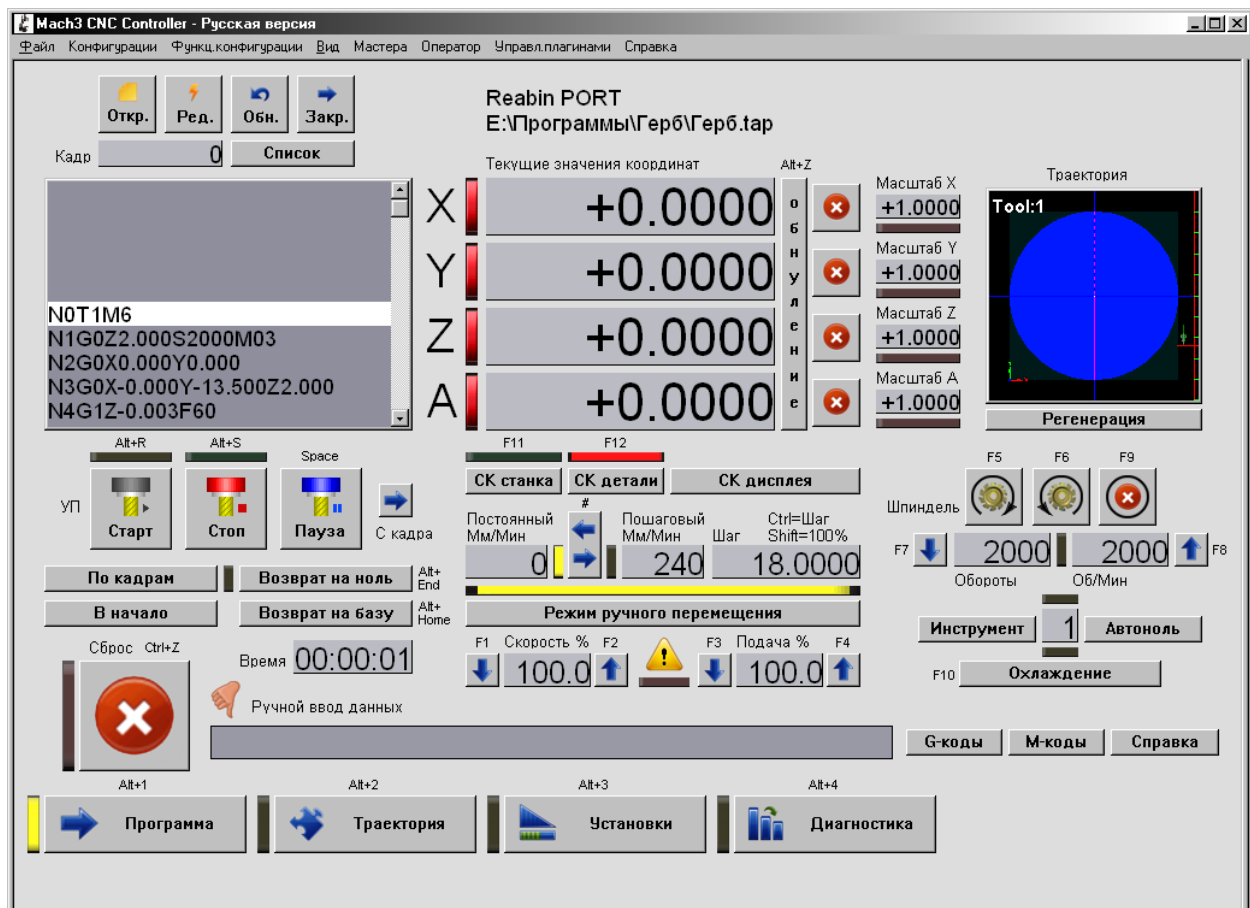 Mach3 CNC Controller - Русская версия
Файл Конфигурации Функц.конфигурации Вид Мастера Оператор Управл.плагинами Справка
Откр. Ред. Обн. Закр.
Кадр 0 Список
Reabin PORT
E:\Программы\Герб\Герб.tap
Текущие значения координат Alt+Z
X +0.0000
Y +0.0000
Z +0.0000
A +0.0000
обнуление
Масштаб X
+1.0000
Масштаб Y
+1.0000
Масштаб Z
+1.0000
Масштаб A
+1.0000
Траектория
Tool:1
Регенерация
N0T1M6
N1G0Z2.000S2000M03
N2G0X0.000Y0.000
N3G0X-0.000Y-13.500Z2.000
N4G1Z-0.003F60
Alt+R Alt+S Space
УП Старт Стоп Пауза С кадра
По кадрам Возврат на ноль Alt+
End
В начало Возврат на базу Alt+
Home
Сброс Ctrl+Z
Время 00:00:01
F11 F12
СК станка СК детали СК дисплея
#
Постоянный
Мм/Мин
0
Пошаговый
Мм/Мин
240
Шаг
Ctrl=Шаг
Shift=100%
18.0000
Режим ручного перемещения
F1 Скорость % F2 F3 Подача % F4
100.0 100.0
F5 F6 F9
Шпиндель
F7 2000 2000 F8
Обороты Об/Мин
Инструмент 1 Автоноль
F10 Охлаждение
Ручной ввод данных
G-коды M-коды Справка
Alt+1 Alt+2 Alt+3 Alt+4
Программа Траектория Установки Диагностика